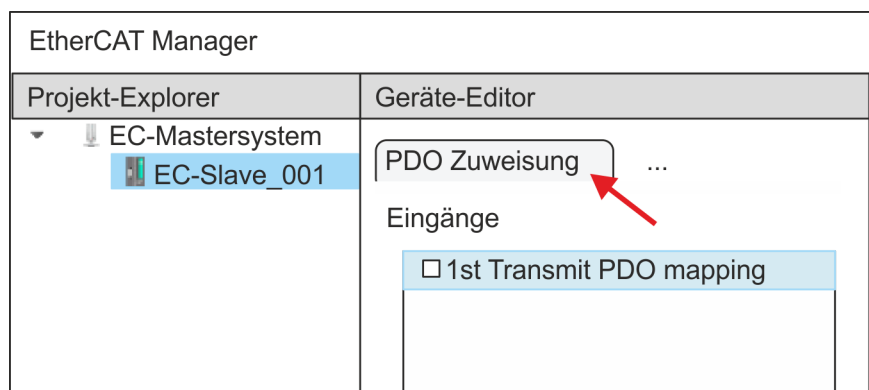 EtherCAT Manager
Projekt-Explorer
Geräte-Editor
EC-Mastersystem
EC-Slave_001
PDO Zuweisung
...
Eingänge
1st Transmit PDO mapping